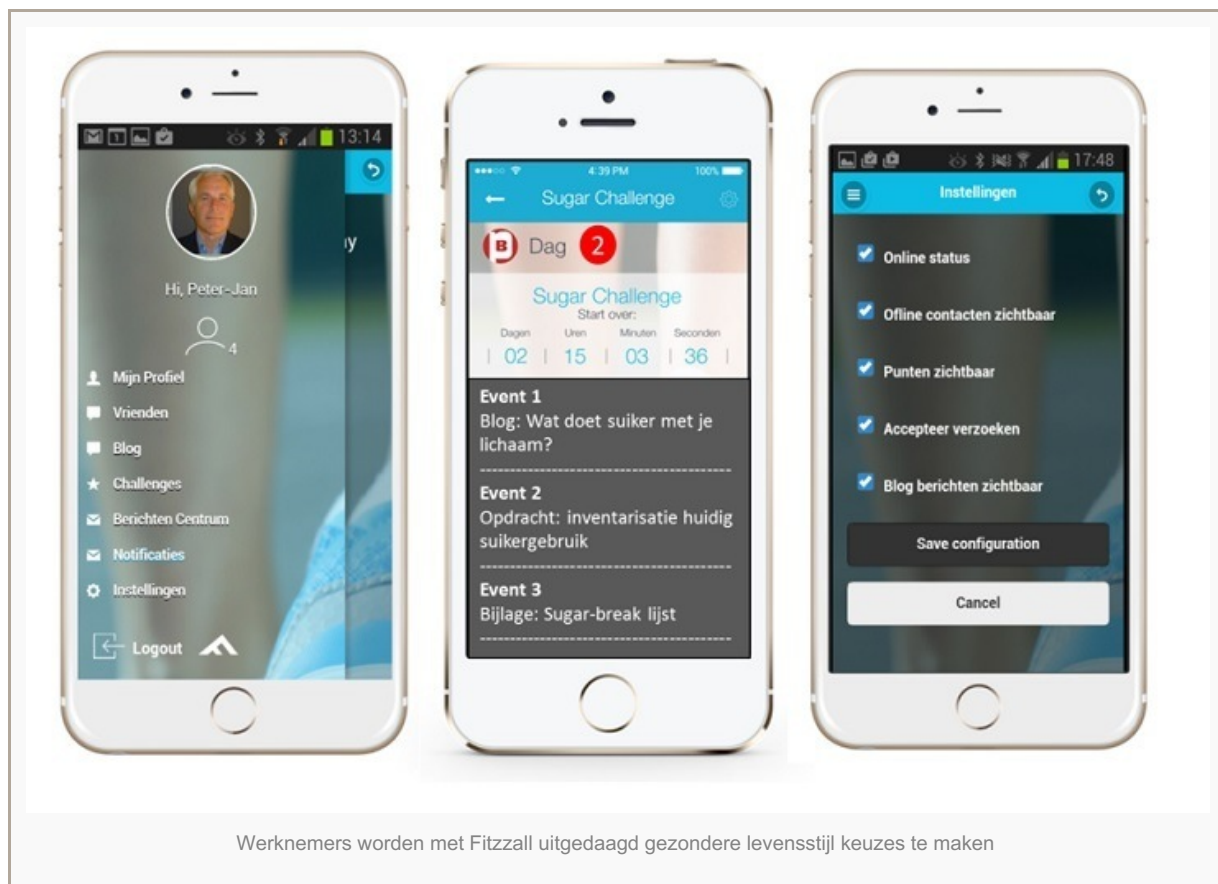 13:14
ny
Hi, Peter-Jan
4
Mijn Profiel
Vrienden
Blog
Challenges
Berichten Centrum
Notificaties
Instellingen
Logout
4:39 PM 100%
Sugar Challenge
B Dag 2
Sugar Challenge
Start over:
Dagen Uren Minuten Seconden
| 02 | 15 | 03 | 36 |
Event 1
Blog: Wat doet suiker met je
lichaam?
------------------------------------------
Event 2
Opdracht: inventarisatie huidig
suikergebruik
------------------------------------------
Event 3
Bijlage: Sugar-break lijst
------------------------------------------
17:48
Instellingen
Online status
Ofline contacten zichtbaar
Punten zichtbaar
Accepteer verzoeken
Blog berichten zichtbaar
Save configuration
Cancel
Werknemers worden met Fitzzall uitgedaagd gezondere levensstijl keuzes te maken